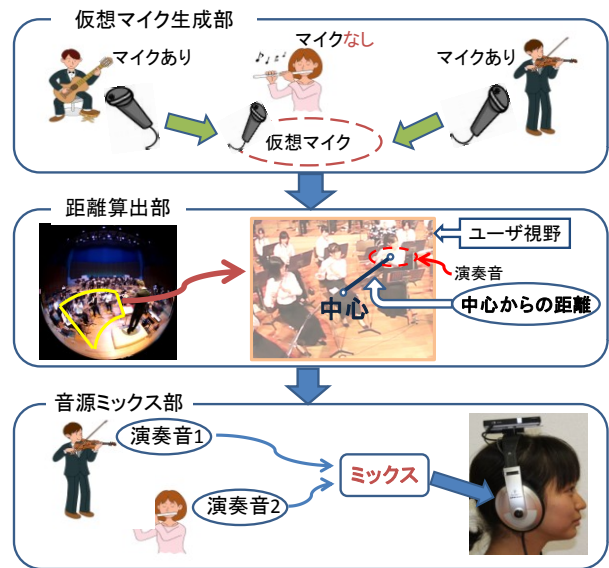 仮想マイク生成部
マイクあり
マイクなし
マイクあり
仮想マイク
距離算出部
ユーザ視野
演奏音
中心
中心からの距離
音源ミックス部
演奏音1
ミックス
演奏音2